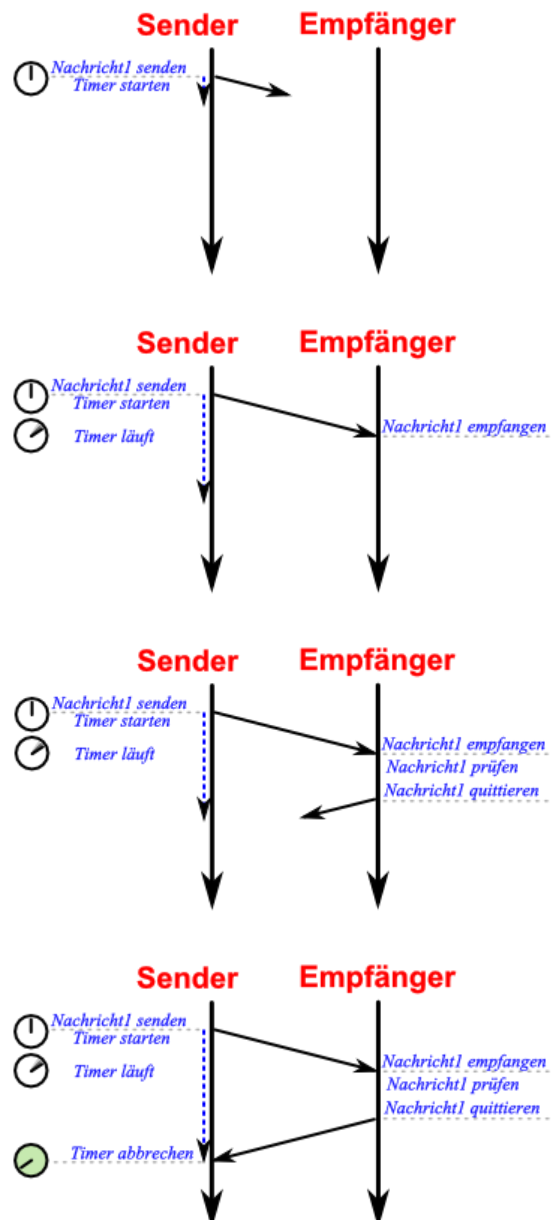 Sender Empfänger
Nachricht1 senden
Timer starten
Sender Empfänger
Nachricht1 senden
Timer starten
Nachricht1 empfangen
Timer läuft
Sender Empfänger
Nachricht1 senden
Timer starten
Nachricht1 empfangen
Timer läuft
Nachricht1 prüfen
Nachricht1 quittieren
Sender Empfänger
Nachricht1 senden
Timer starten
Nachricht1 empfangen
Timer läuft
Nachricht1 prüfen
Nachricht1 quittieren
Timer abbrechen